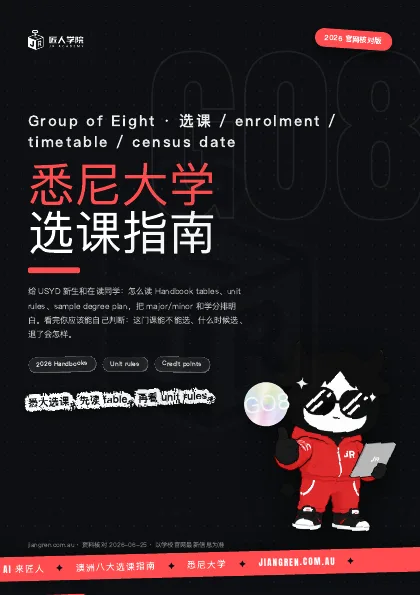 匠人学院
JR ACADEMY
2026 官网核对版
GO8
Group of Eight · 选课 / enrolment /
timetable / census date
悉尼大学
选课指南
给 USYD 新生和在读同学：怎么读 Handbook tables、unit
rules、sample degree plan，把 major/minor 和学分排明
白。看完你应该能自己判断：这门课能不能选、什么时候选、
退了会怎样。
2026 Handbooks
Unit rules
Credit points
悉大选课，先读 table，再看 unit rules。
GO8
JR
JR
jiangren.com.au · 资料核对 2026-06-25 · 以学校官网最新信息为准
AI 来匠人 ✦ 澳洲八大选课指南 ✦ 悉尼大学 ✦ JIANGREN.COM.AU ✦